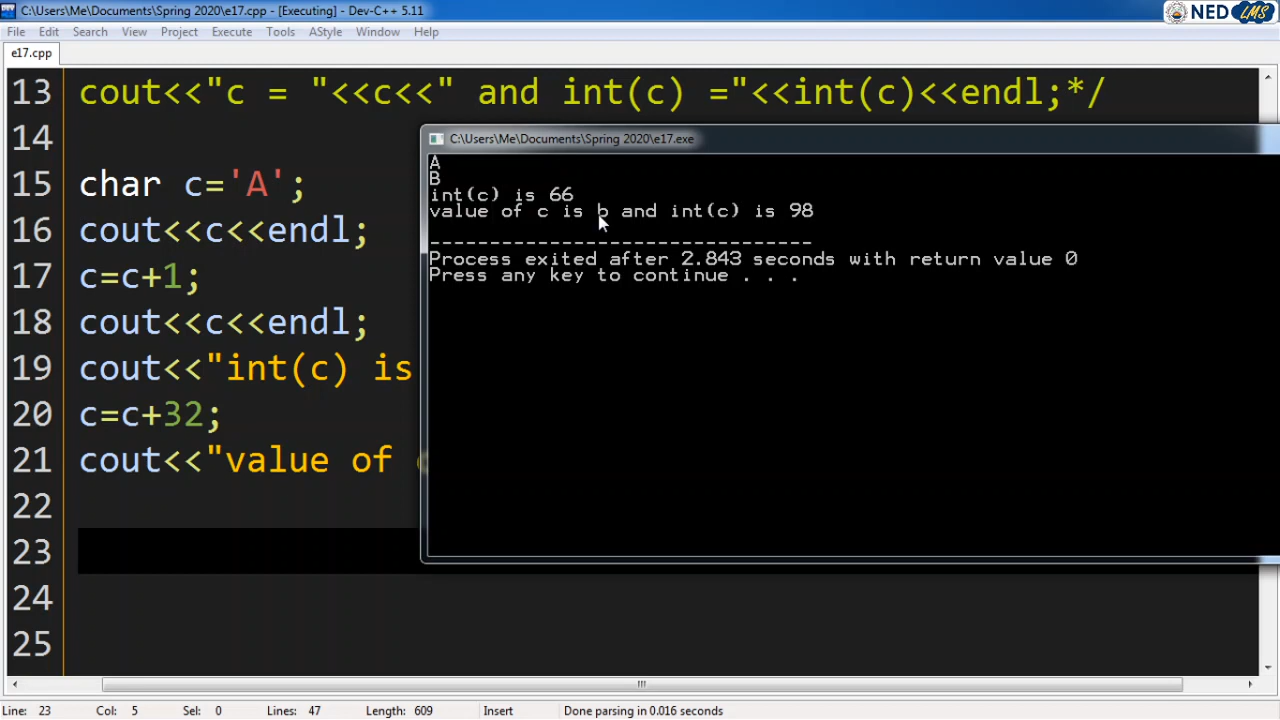 C:\Users\Me\Documents\Spring 2020\e17.cpp - [Executing] - Dev-C++ 5.11
NED LMS
File Edit Search View Project Execute Tools AStyle Window Help
e17.cpp
13 cout<<"c = "<<c<<" and int(c) ="<<int(c)<<endl;*/
14
15 char c='A';
16 cout<<c<<endl;
17 c=c+1;
18 cout<<c<<endl;
19 cout<<"int(c) is
20 c=c+32;
21 cout<<"value of
22
23
24
25
C:\Users\Me\Documents\Spring 2020\e17.exe
A
B
int(c) is 66
value of c is b and int(c) is 98
--------------------------------
Process exited after 2.843 seconds with return value 0
Press any key to continue . . .
Line: 23 Col: 5 Sel: 0 Lines: 47 Length: 609 Insert Done parsing in 0.016 seconds